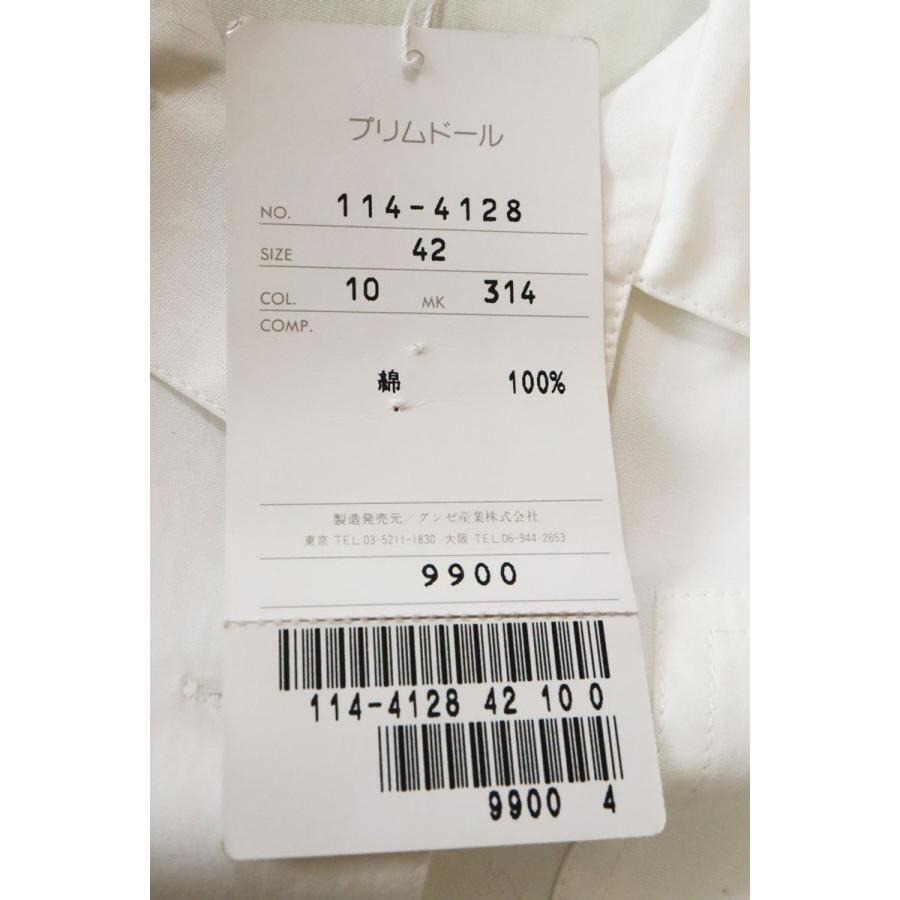 プリムドール
NO. 114-4128
SIZE 42
COL. 10 MK 314
COMP.
綿 100%
製造発売元/グンゼ産業株式会社
東京 TEL.03-5211-1830 大阪 TEL.06-944-2653
9900
114-4128 42 10 0
9900 4